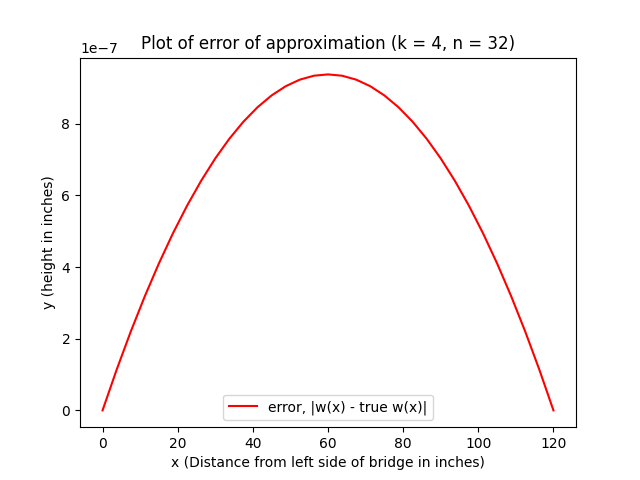 Plot of error of approximation (k = 4, n = 32)
1e−7
8
6
4
2
0
y (height in inches)
error, |w(x) - true w(x)|
0 20 40 60 80 100 120
x (Distance from left side of bridge in inches)